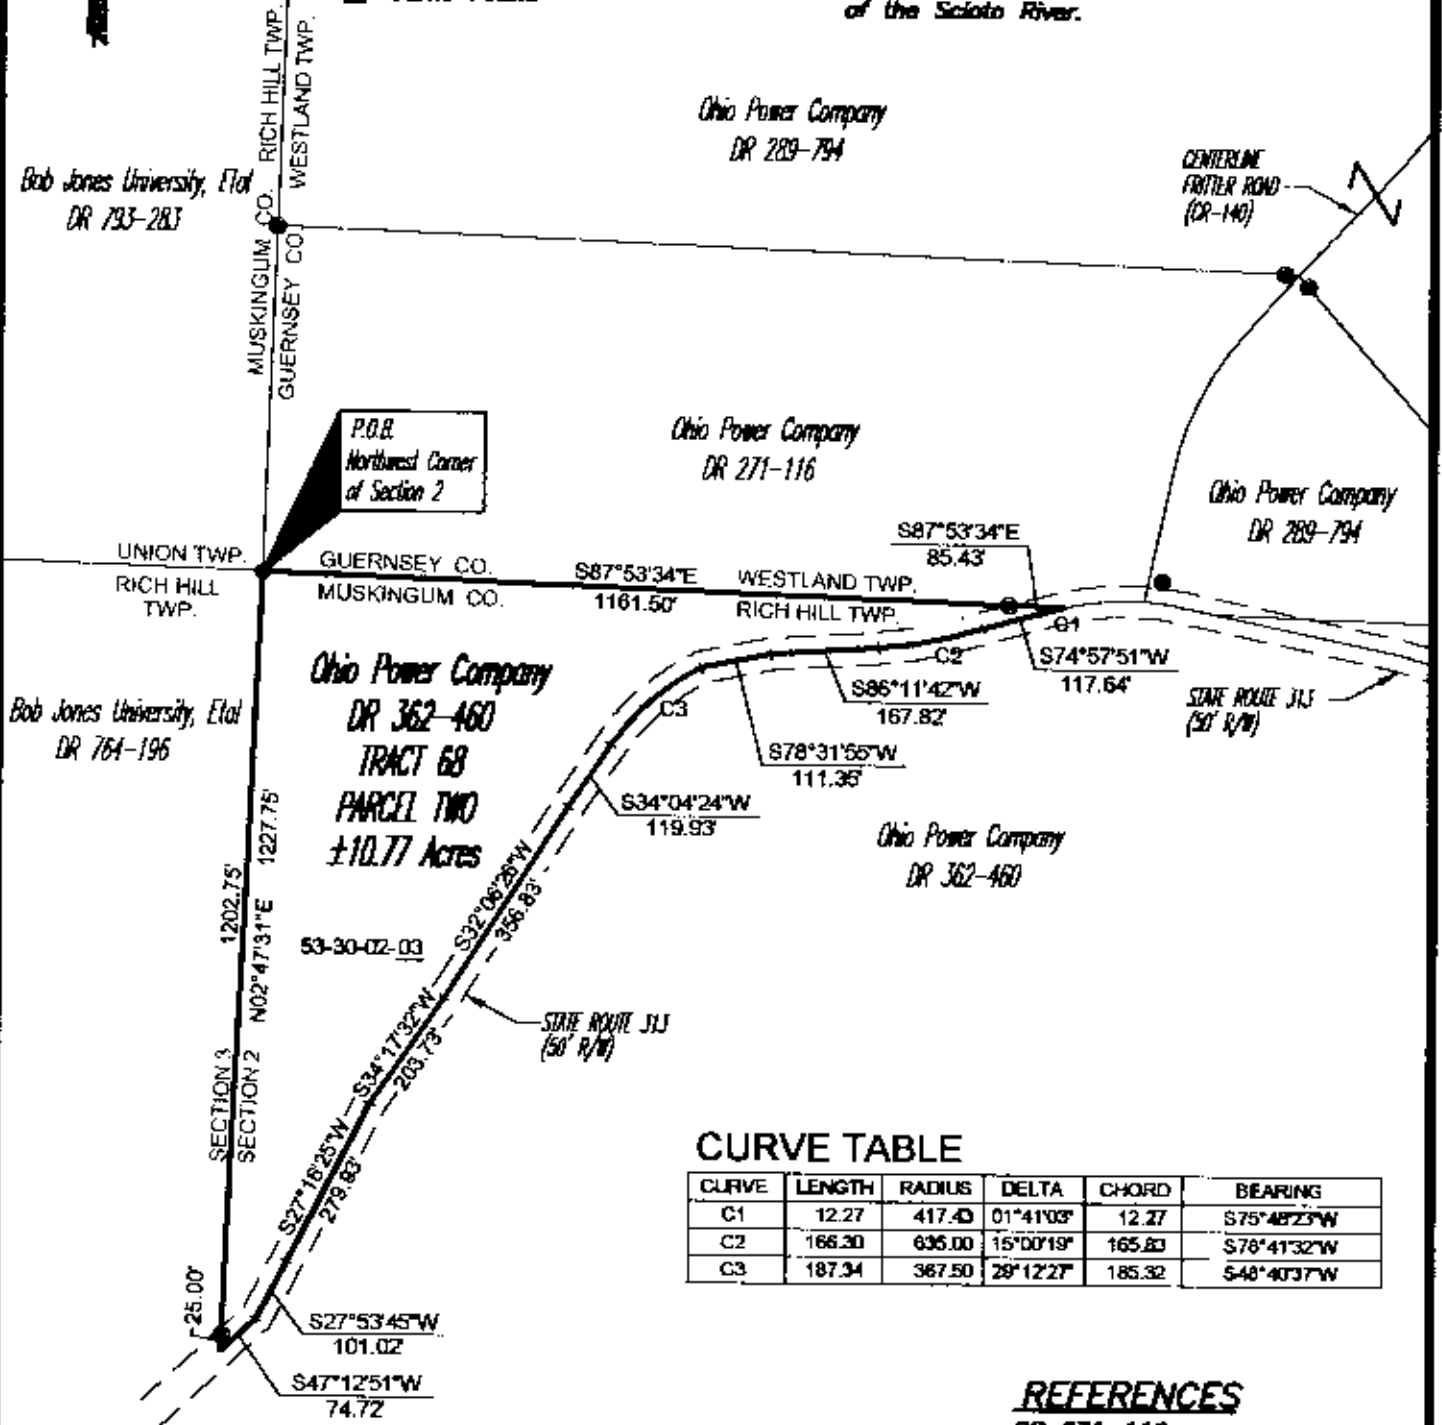 of the Scioto River.
RICH HILL TWP.
WESTLAND TWP.
Ohio Power Company
DR 289-794
CENTERLINE
FRITTER ROAD
(CR-140)
Bob Jones University, Etal
DR 793-283
MUSKINGUM CO.
GUERNSEY CO.
P.O.B.
Northwest Corner
of Section 2
Ohio Power Company
DR 271-116
Ohio Power Company
DR 289-794
S87°53'34"E
85.43'
UNION TWP.
RICH HILL
TWP.
GUERNSEY CO.
MUSKINGUM CO.
S87°53'34"E
1161.50'
WESTLAND TWP.
RICH HILL TWP.
C1
C2
S74°57'51"W
117.64'
STATE ROUTE 313
(50' R/W)
Ohio Power Company
DR 362-460
TRACT 68
PARCEL TWO
±10.77 Acres
Bob Jones University, Etal
DR 764-196
S86°11'42"W
167.82'
C3
S78°31'55"W
111.35'
S34°04'24"W
119.93'
Ohio Power Company
DR 362-460
1227.75'
1202.75'
N02°47'31"E
53-30-02-03
S32°06'26"W
356.83'
STATE ROUTE 313
(50' R/W)
S34°17'32"W
203.73'
SECTION 3
SECTION 2
S27°16'25"W
279.93'
25.00'
S27°53'45"W
101.02'
S47°12'51"W
74.72'
CURVE TABLE
CURVE LENGTH RADIUS DELTA CHORD BEARING
C1 12.27 417.43 01°41'03" 12.27 S75°48'23"W
C2 166.30 635.00 15°00'19" 165.83 S78°41'32"W
C3 187.34 367.50 29°12'27" 185.32 S48°40'37"W
REFERENCES